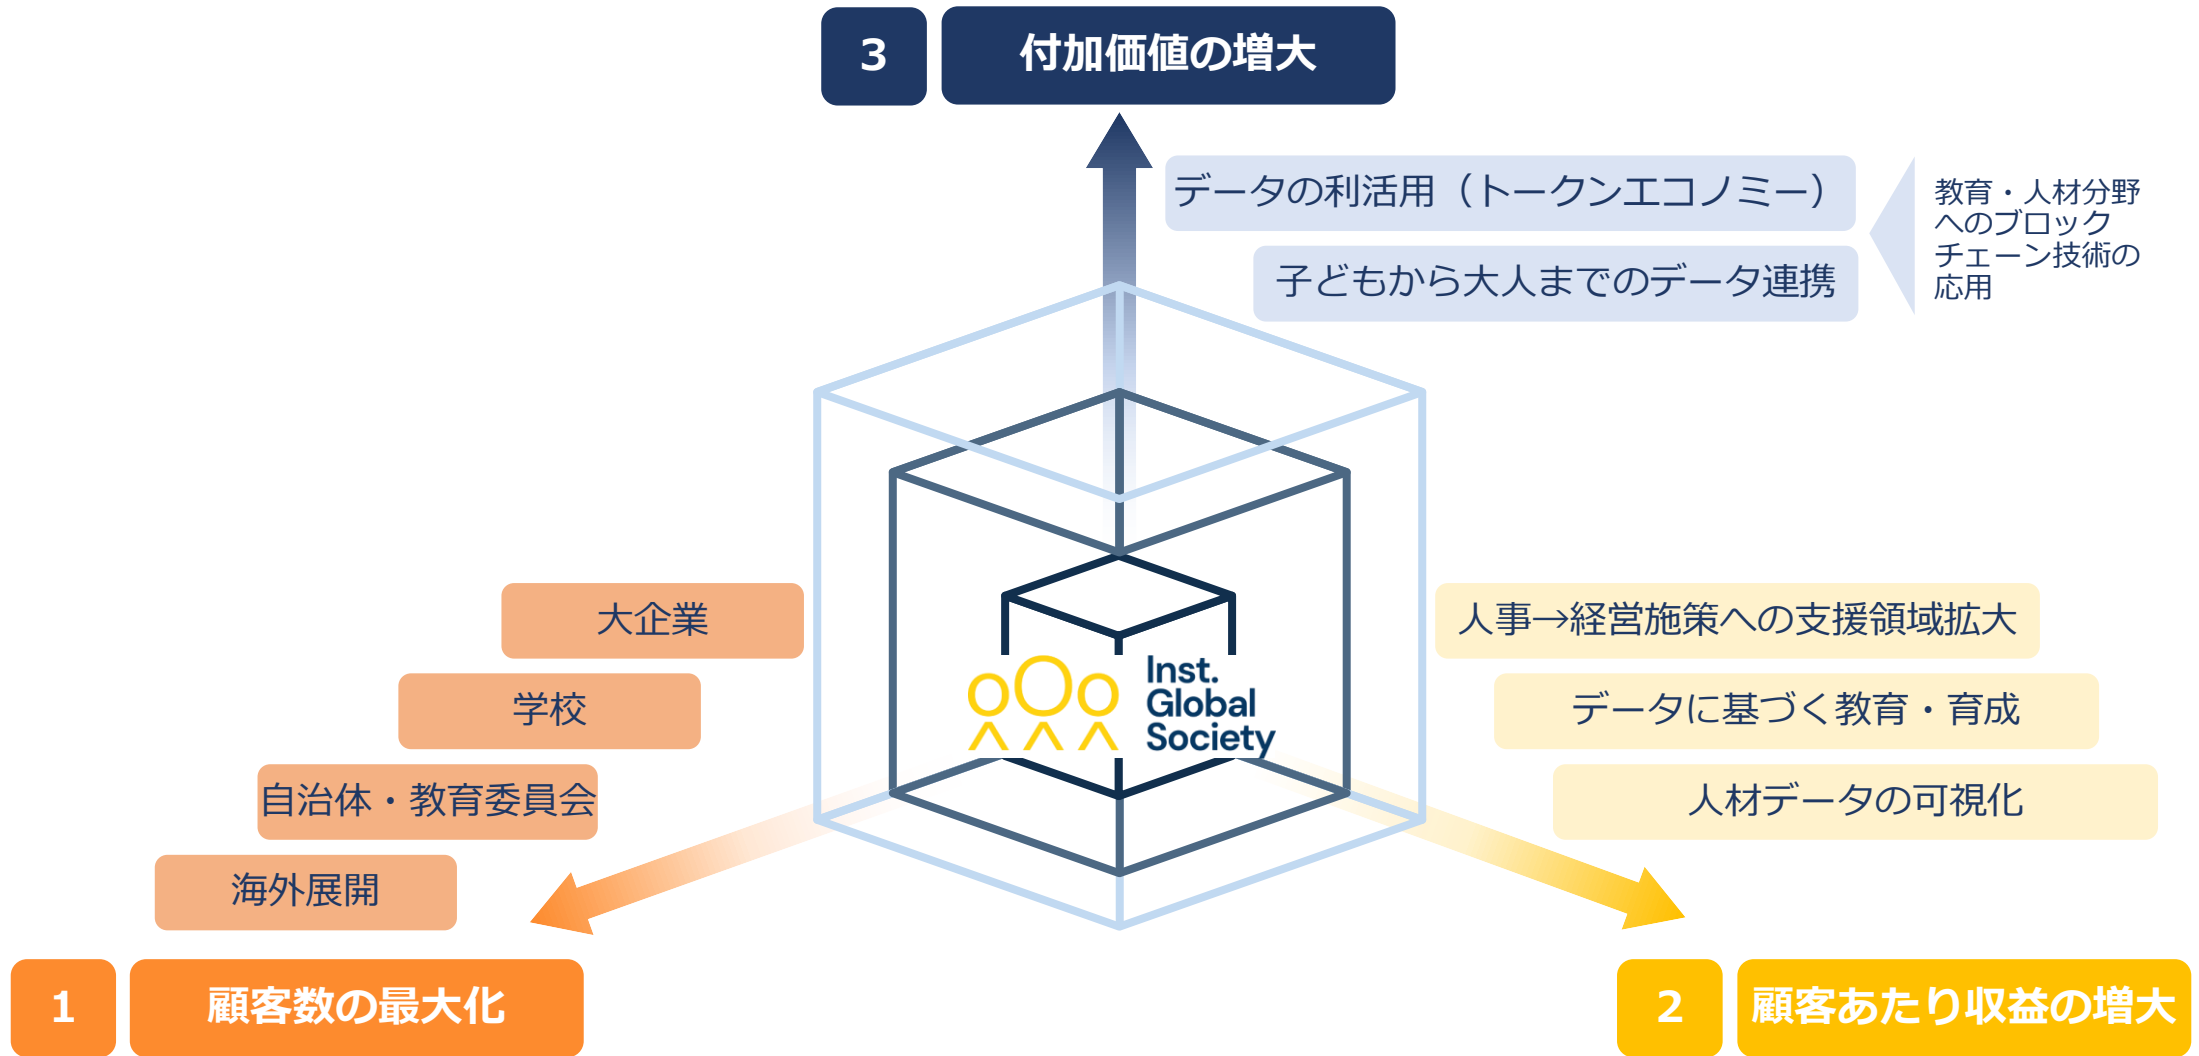 3
付加価値の増大
データの利活用（トークンエコノミー）
子どもから大人までのデータ連携
教育・人材分野
へのブロック
チェーン技術の
応用
大企業
学校
自治体・教育委員会
海外展開
Inst.
Global
Society
人事→経営施策への支援領域拡大
データに基づく教育・育成
人材データの可視化
1
顧客数の最大化
2
顧客あたり収益の増大